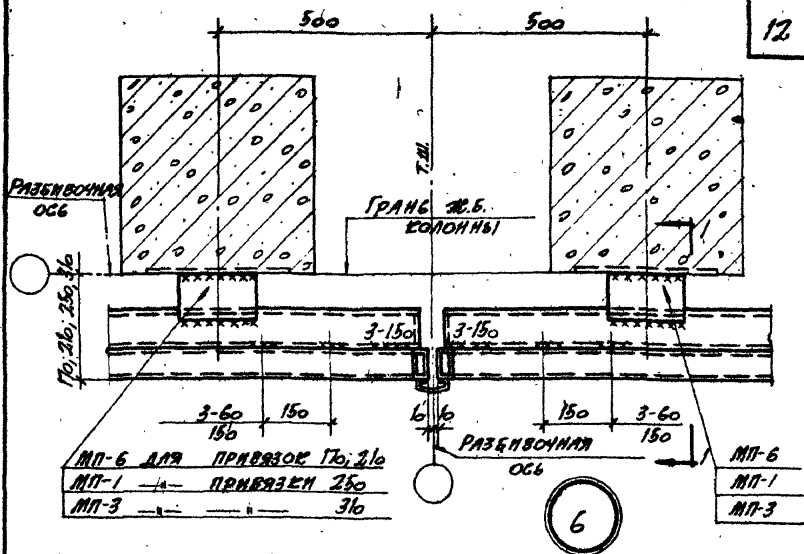 12
500
500
Т.Ш.
РАЗБИВОЧНАЯ
ОСЬ
ГРАНЬ Ж.Б.
КОЛОННЫ
1
170; 210; 250; 310
3-150
3-150
3-60
150
150
10
10
150
3-60
150
РАЗБИВОЧНАЯ
ОСЬ
1
МП-6 ДЛЯ ПРИВЯЗОК 170; 210
МП-1 —"— ПРИВЯЗКИ 250
МП-3 —"— —"— 310
МП-6
МП-1
МП-3
6